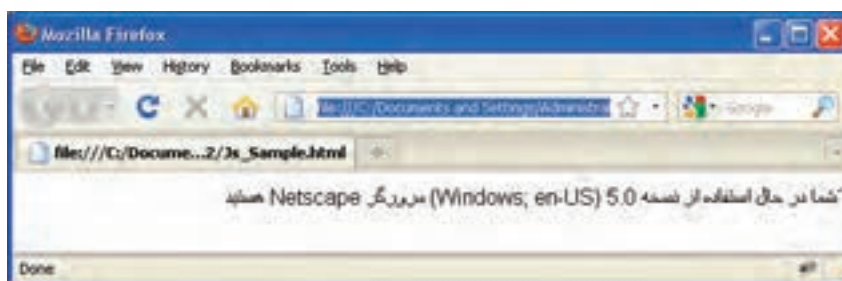 Mozilla Firefox
File Edit View History Bookmarks Tools Help
file:///C:/Documents and Settings/Administra
Google
file:///C:/Docume...2/Js_Sample.html
شما در حال استفاده از نسخه 5.0 (Windows; en-US) مرورگر Netscape هستید
Done